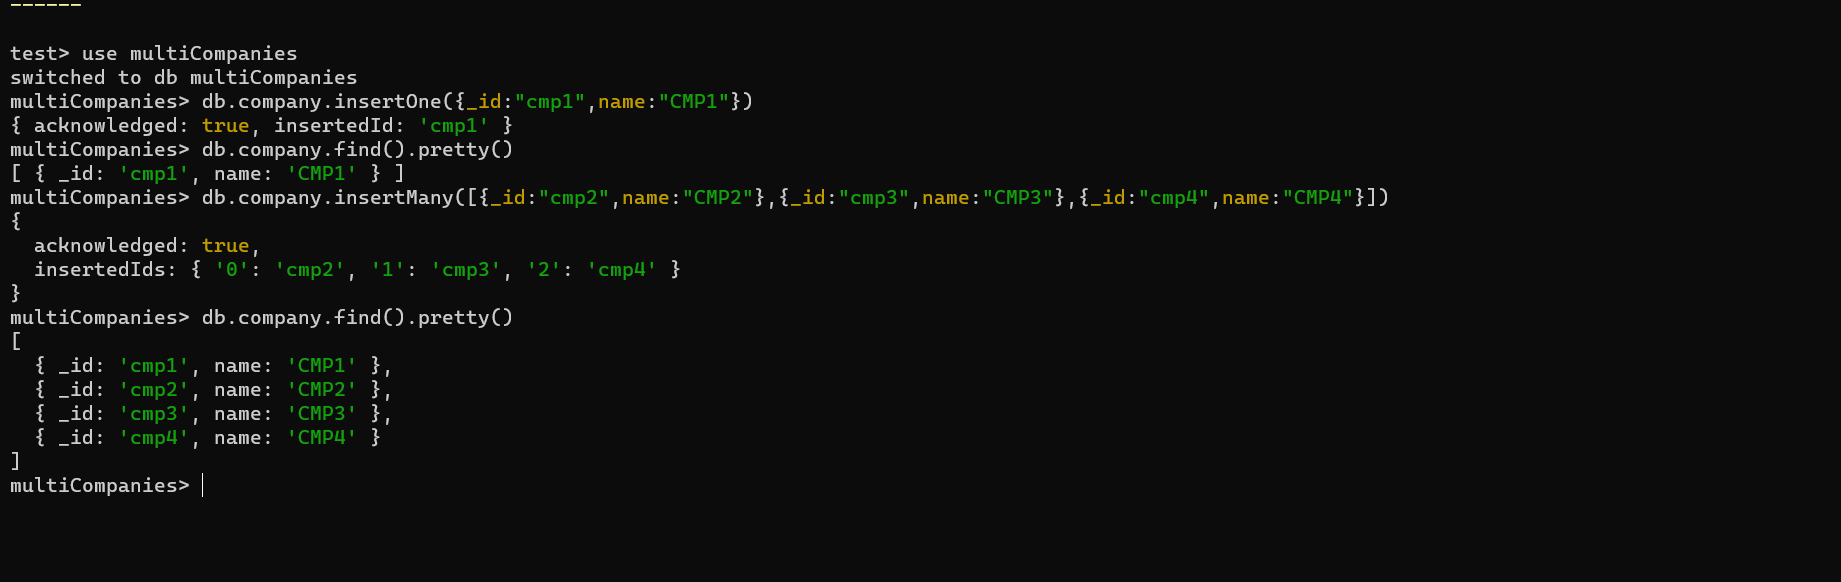 ------
test> use multiCompanies
switched to db multiCompanies
multiCompanies> db.company.insertOne({_id:"cmp1",name:"CMP1"})
{ acknowledged: true, insertedId: 'cmp1' }
multiCompanies> db.company.find().pretty()
[ { _id: 'cmp1', name: 'CMP1' } ]
multiCompanies> db.company.insertMany([{_id:"cmp2",name:"CMP2"},{_id:"cmp3",name:"CMP3"},{_id:"cmp4",name:"CMP4"}])
{
  acknowledged: true,
  insertedIds: { '0': 'cmp2', '1': 'cmp3', '2': 'cmp4' }
}
multiCompanies> db.company.find().pretty()
[
  { _id: 'cmp1', name: 'CMP1' },
  { _id: 'cmp2', name: 'CMP2' },
  { _id: 'cmp3', name: 'CMP3' },
  { _id: 'cmp4', name: 'CMP4' }
]
multiCompanies>